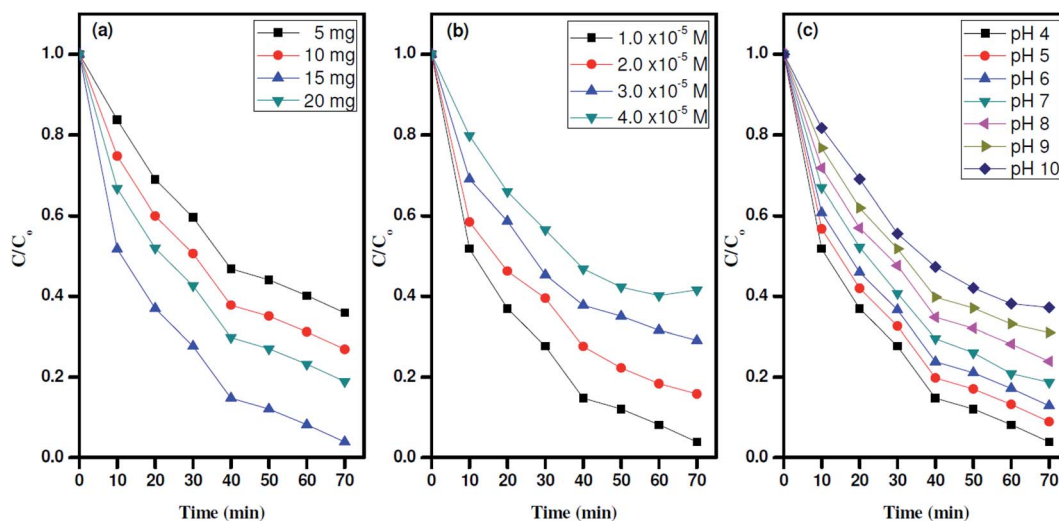 (a)
5 mg
10 mg
15 mg
20 mg
C/Cₒ
1.0
0.8
0.6
0.4
0.2
0.0
0 10 20 30 40 50 60 70
Time (min)
(b)
1.0 x10⁻⁵ M
2.0 x10⁻⁵ M
3.0 x10⁻⁵ M
4.0 x10⁻⁵ M
C/Cₒ
1.0
0.8
0.6
0.4
0.2
0.0
0 10 20 30 40 50 60 70
Time (min)
(c)
pH 4
pH 5
pH 6
pH 7
pH 8
pH 9
pH 10
C/Cₒ
1.0
0.8
0.6
0.4
0.2
0.0
0 10 20 30 40 50 60 70
Time (min)